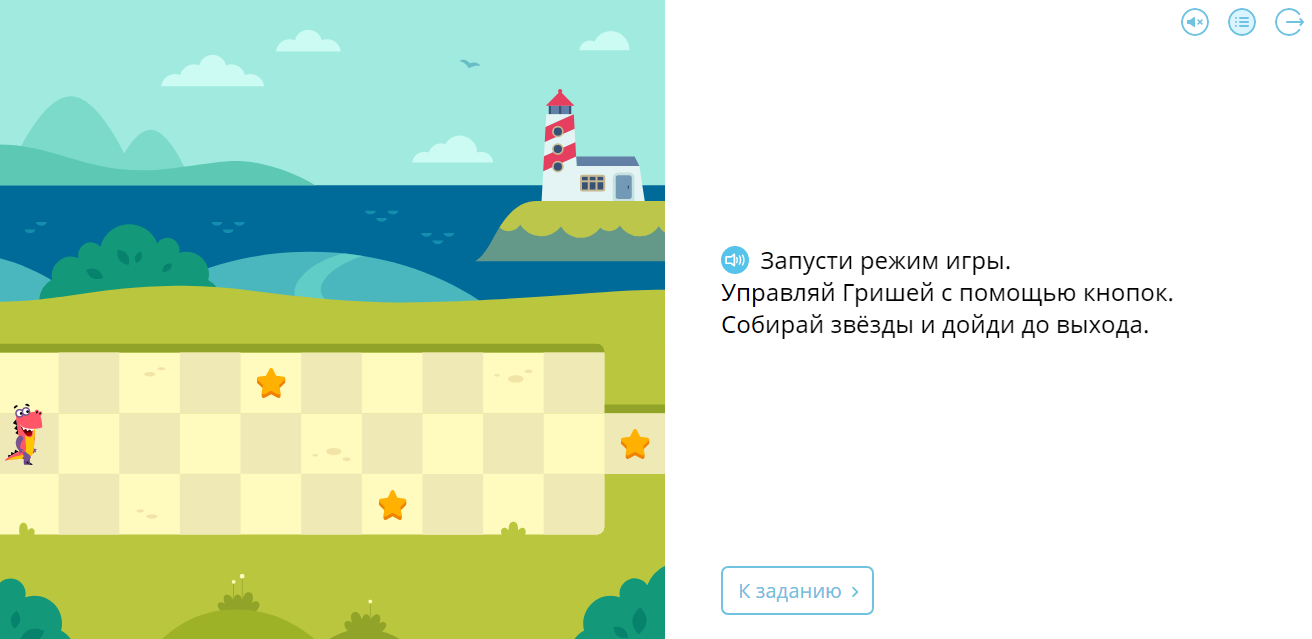 Запусти режим игры.
Управляй Гришей с помощью кнопок.
Собирай звёзды и дойди до выхода.
К заданию